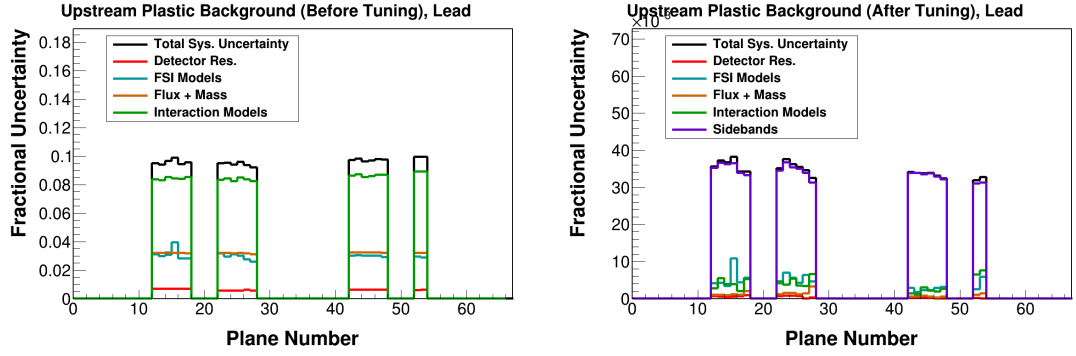 Upstream Plastic Background (Before Tuning), Lead
Fractional Uncertainty
0.18
0.16
0.14
0.12
0.1
0.08
0.06
0.04
0.02
0
Total Sys. Uncertainty
Detector Res.
FSI Models
Flux + Mass
Interaction Models
0 10 20 30 40 50 60
Plane Number
Upstream Plastic Background (After Tuning), Lead
Fractional Uncertainty
70
60
50
40
30
20
10
0
Total Sys. Uncertainty
Detector Res.
FSI Models
Flux + Mass
Interaction Models
Sidebands
0 10 20 30 40 50 60
Plane Number